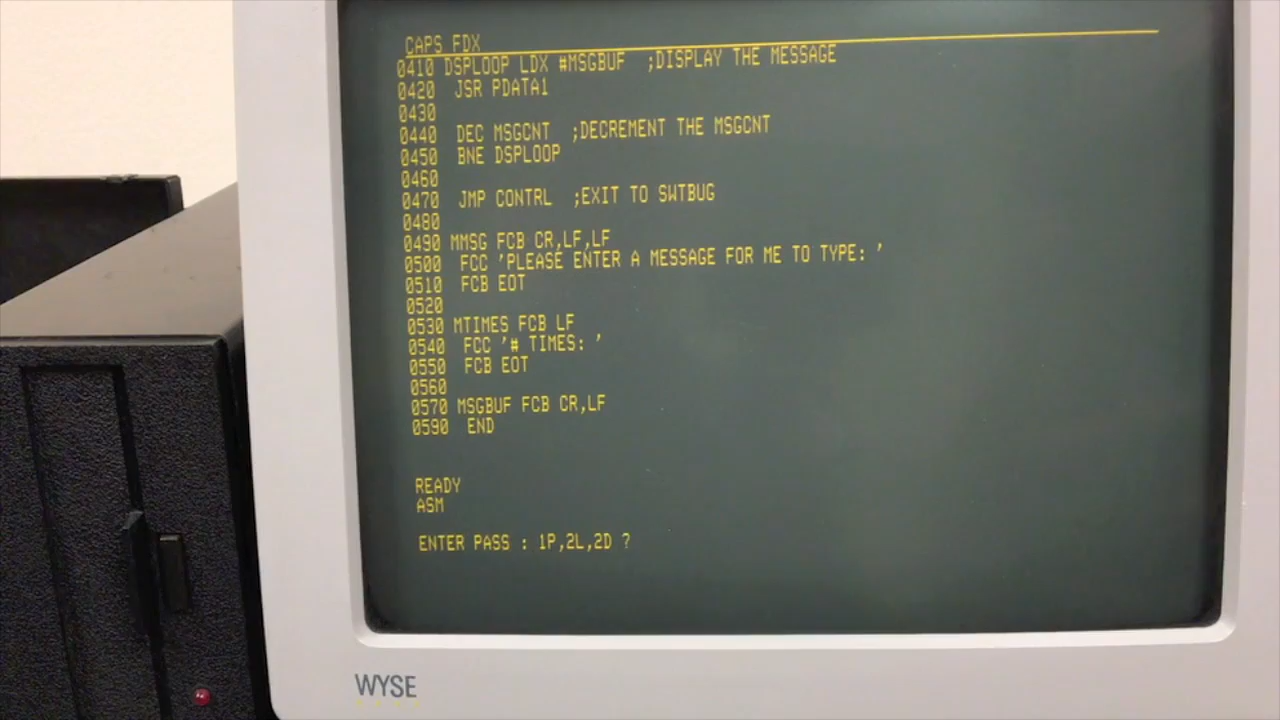 CAPS FDX
0410 DSPLOOP LDX #MSGBUF  ;DISPLAY THE MESSAGE
0420  JSR PDATA1
0430
0440  DEC MSGCNT  ;DECREMENT THE MSGCNT
0450  BNE DSPLOOP
0460
0470  JMP CONTRL  ;EXIT TO SWTBUG
0480
0490 MMSG FCB CR,LF,LF
0500  FCC 'PLEASE ENTER A MESSAGE FOR ME TO TYPE: '
0510  FCB EOT
0520
0530 MTIMES FCB LF
0540  FCC '# TIMES: '
0550  FCB EOT
0560
0570 MSGBUF FCB CR,LF
0590  END
READY
ASM
ENTER PASS : 1P,2L,2D ?
WYSE